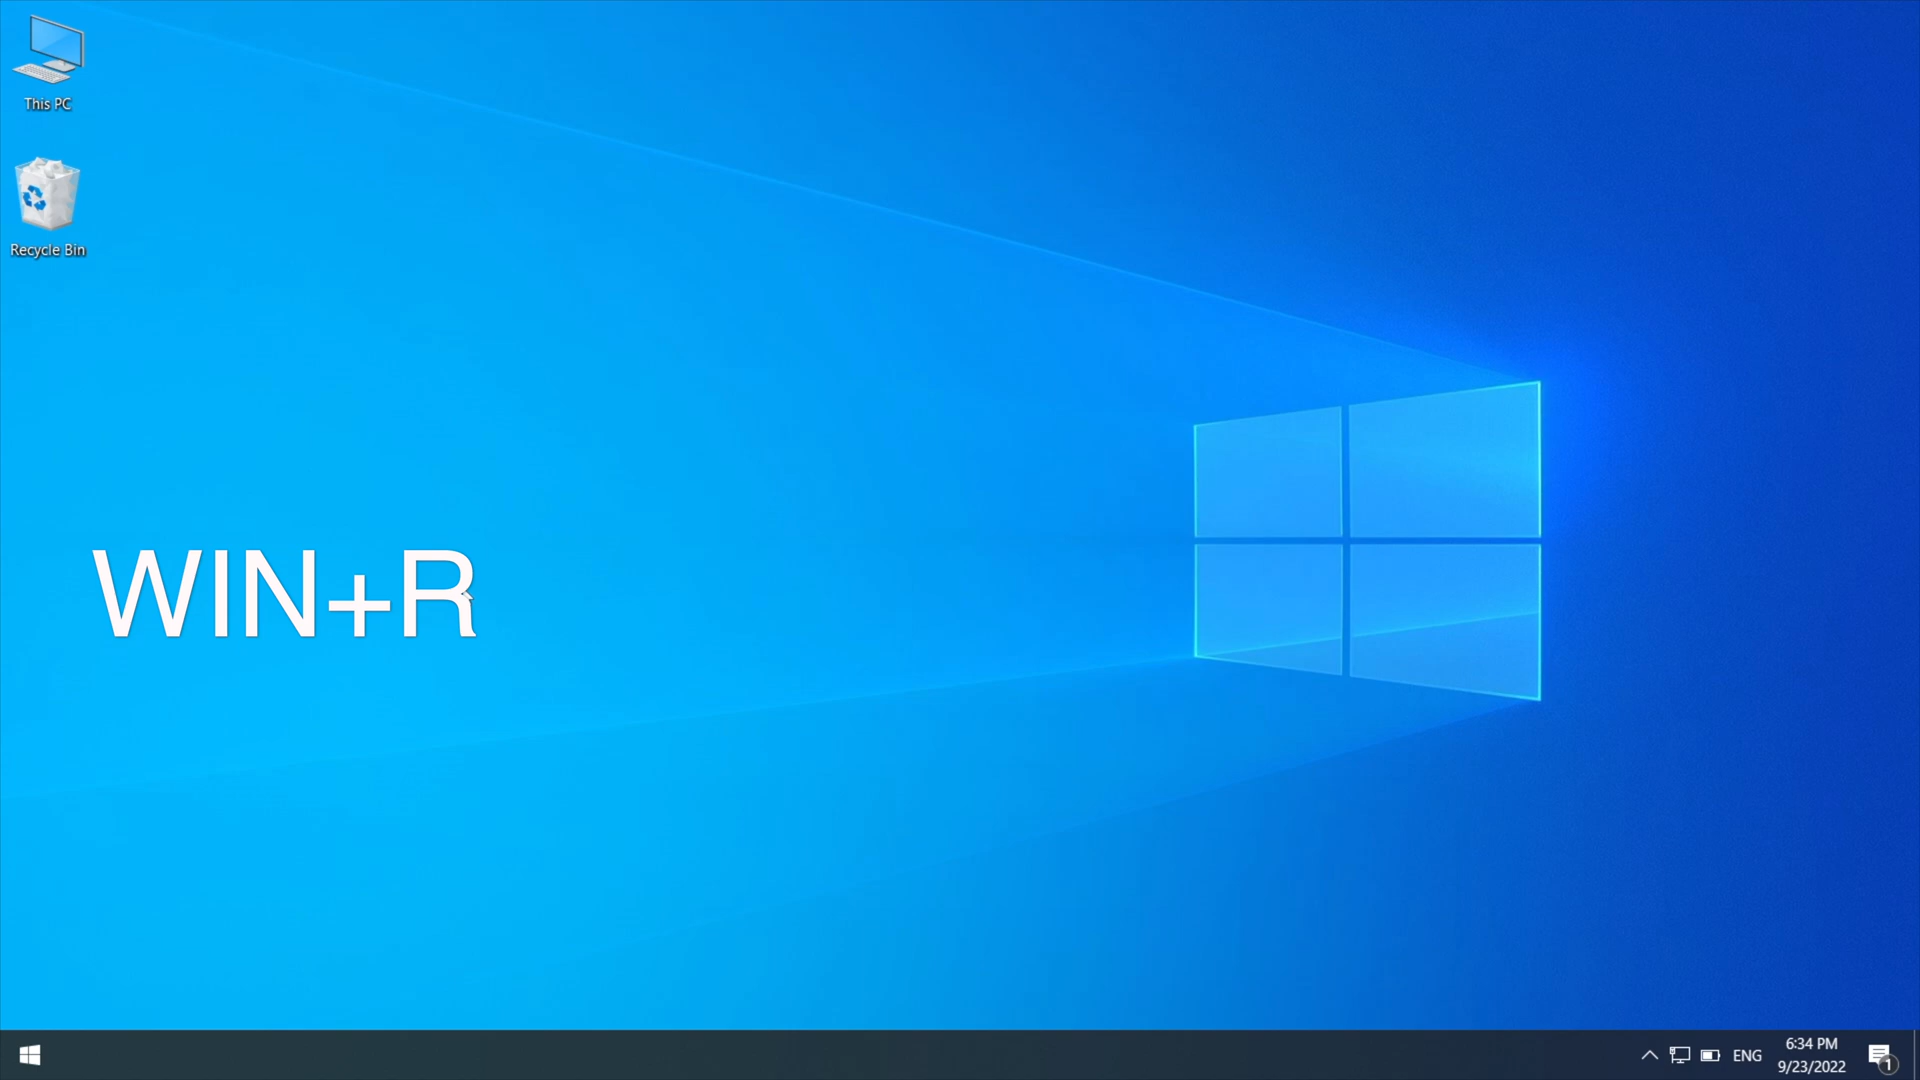 This PC
Recycle Bin
WIN+R
ENG
6:34 PM
9/23/2022
1